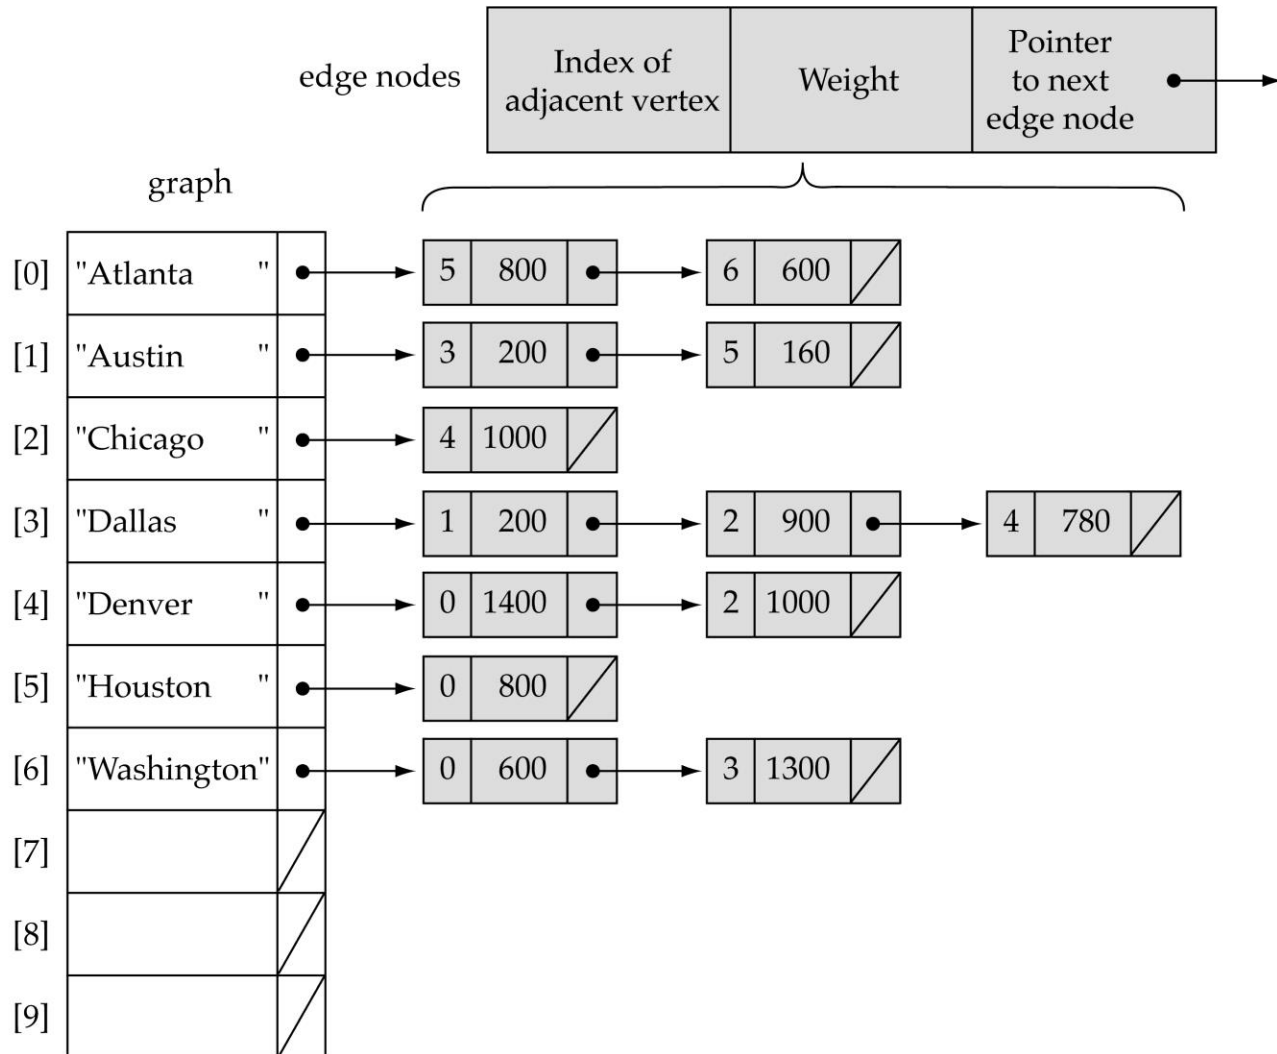 edge nodes
Index of
adjacent vertex
Weight
Pointer
to next
edge node
graph
[0] "Atlanta " 5 800 6 600
[1] "Austin " 3 200 5 160
[2] "Chicago " 4 1000
[3] "Dallas " 1 200 2 900 4 780
[4] "Denver " 0 1400 2 1000
[5] "Houston " 0 800
[6] "Washington" 0 600 3 1300
[7]
[8]
[9]